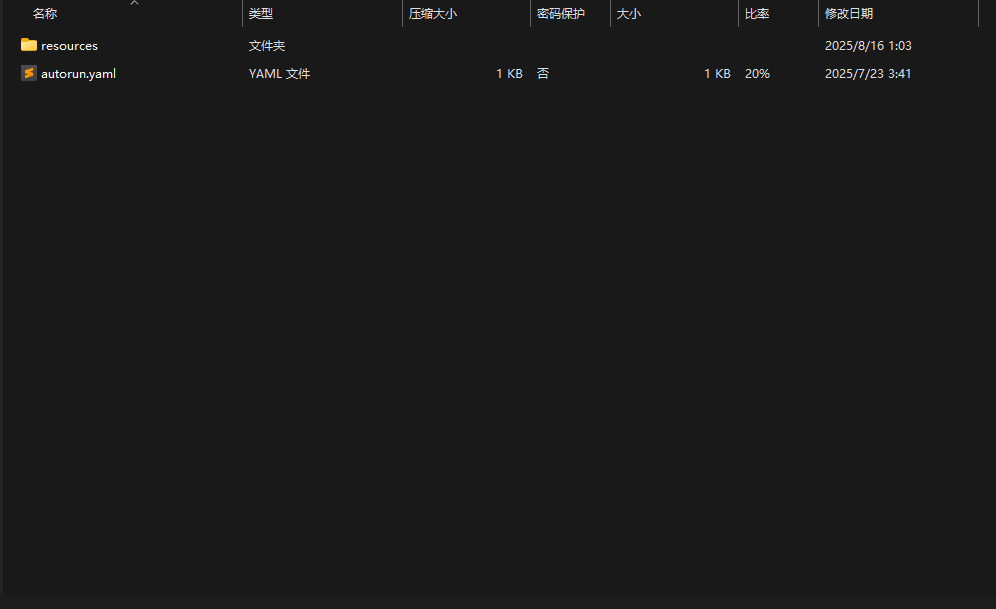 名称 类型 压缩大小 密码保护 大小 比率 修改日期
resources 文件夹 2025/8/16 1:03
autorun.yaml YAML 文件 1 KB 否 1 KB 20% 2025/7/23 3:41